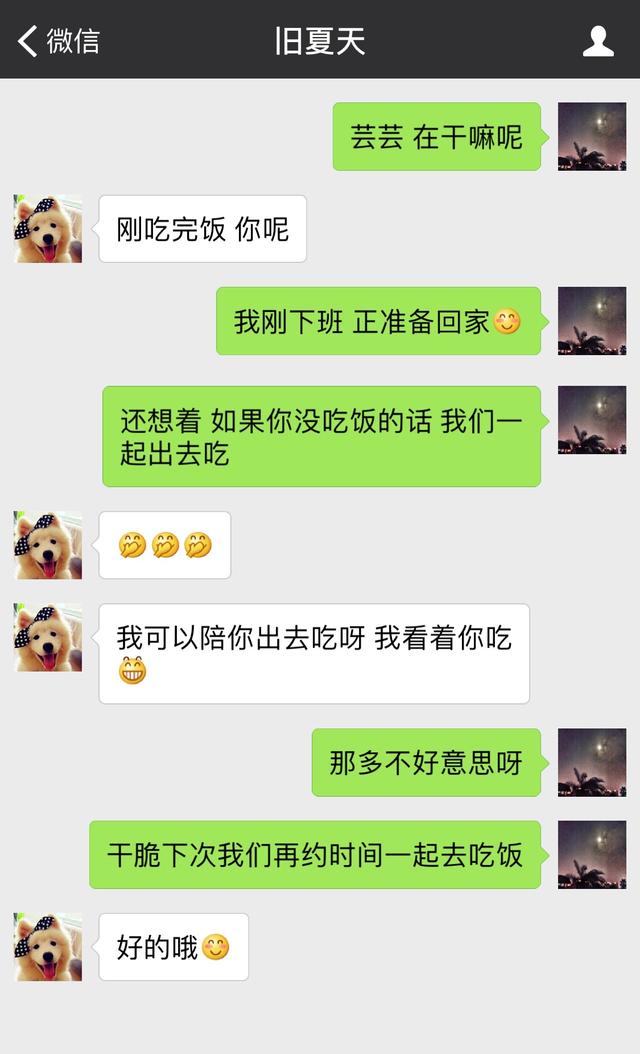 微信
旧夏天
芸芸 在干嘛呢
刚吃完饭 你呢
我刚下班 正准备回家😊
还想着 如果你没吃饭的话 我们一
起出去吃
🤭🤭🤭
我可以陪你出去吃呀 我看着你吃
😁
那多不好意思呀
干脆下次我们再约时间一起去吃饭
好的哦😊